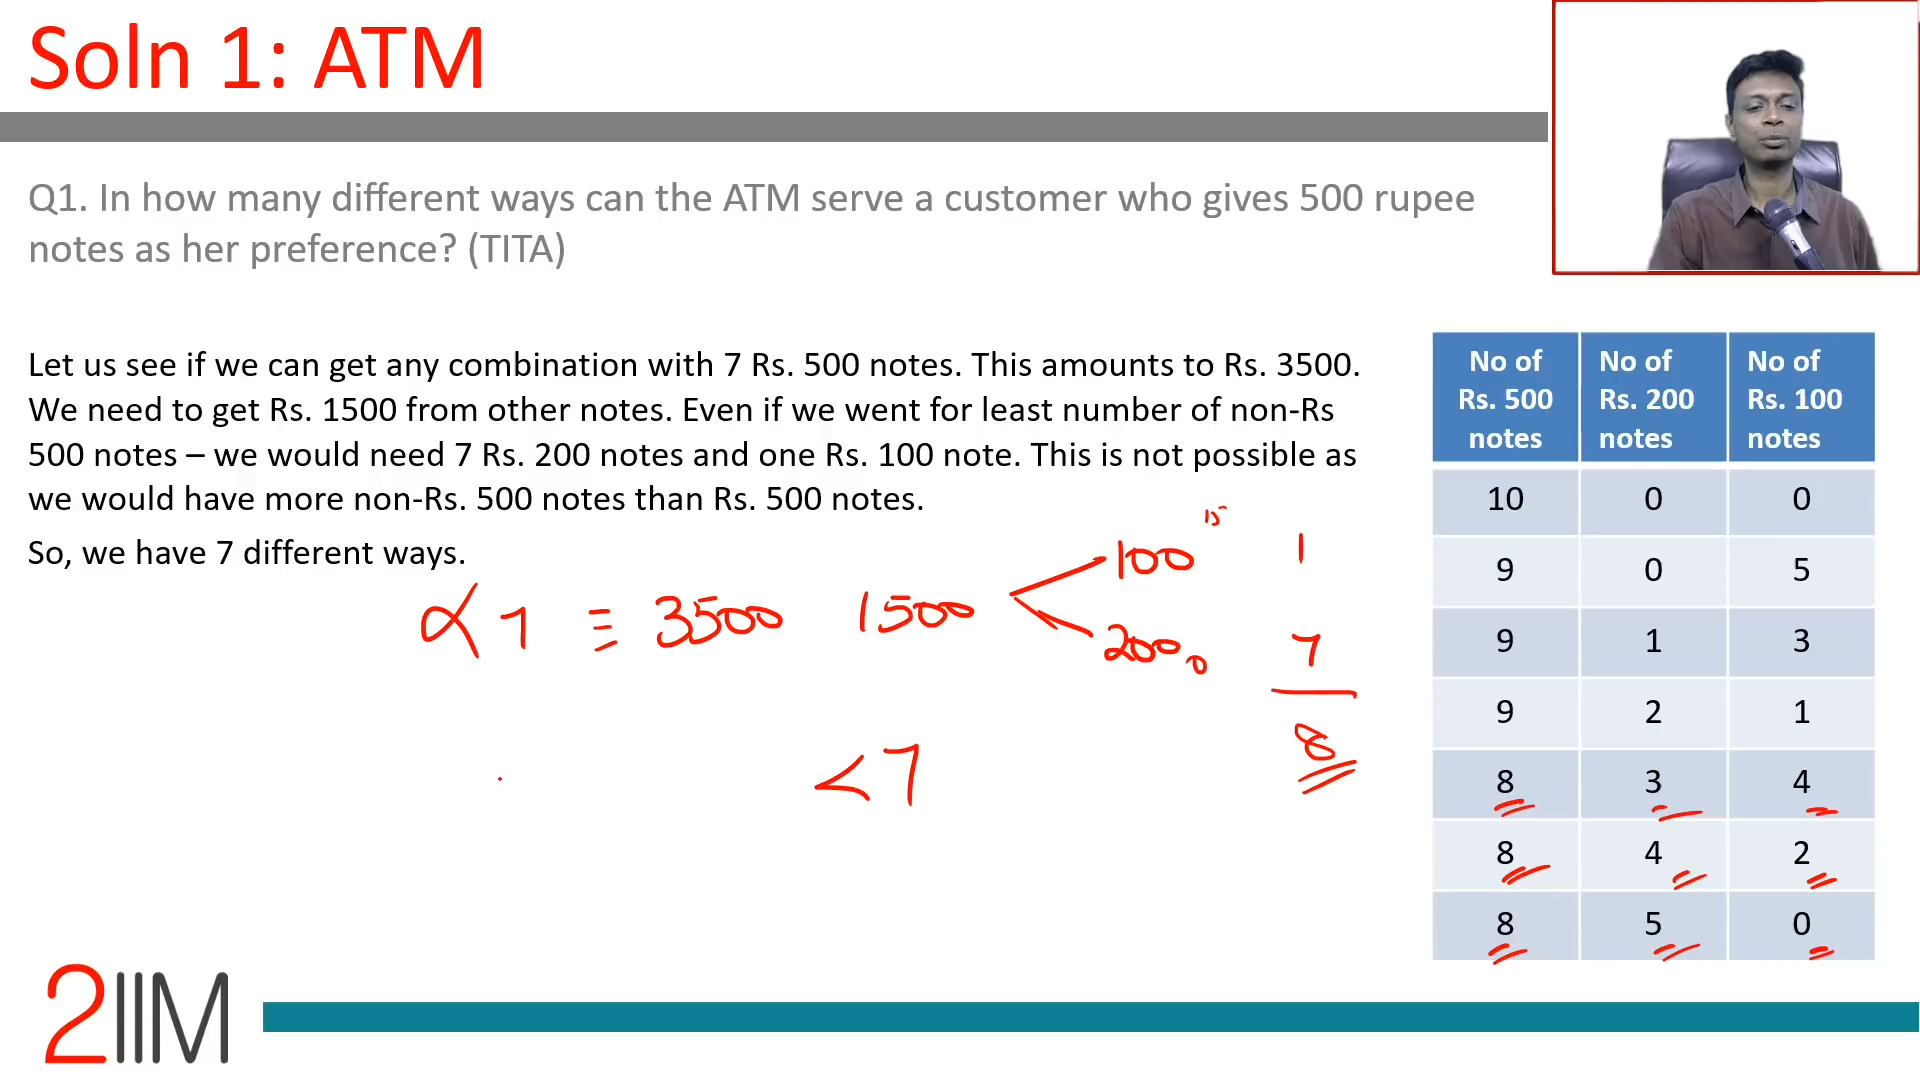 Soln 1: ATM
Q1. In how many different ways can the ATM serve a customer who gives 500 rupee
notes as her preference? (TITA)
Let us see if we can get any combination with 7 Rs. 500 notes. This amounts to Rs. 3500.
We need to get Rs. 1500 from other notes. Even if we went for least number of non-Rs
500 notes – we would need 7 Rs. 200 notes and one Rs. 100 note. This is not possible as
we would have more non-Rs. 500 notes than Rs. 500 notes.
So, we have 7 different ways.
100 15 1
7 ≡ 3500 1500
200 0 7
8
< 7
No of Rs. 500 notes No of Rs. 200 notes No of Rs. 100 notes
10 0 0
9 0 5
9 1 3
9 2 1
8 3 4
8 4 2
8 5 0
2IIM